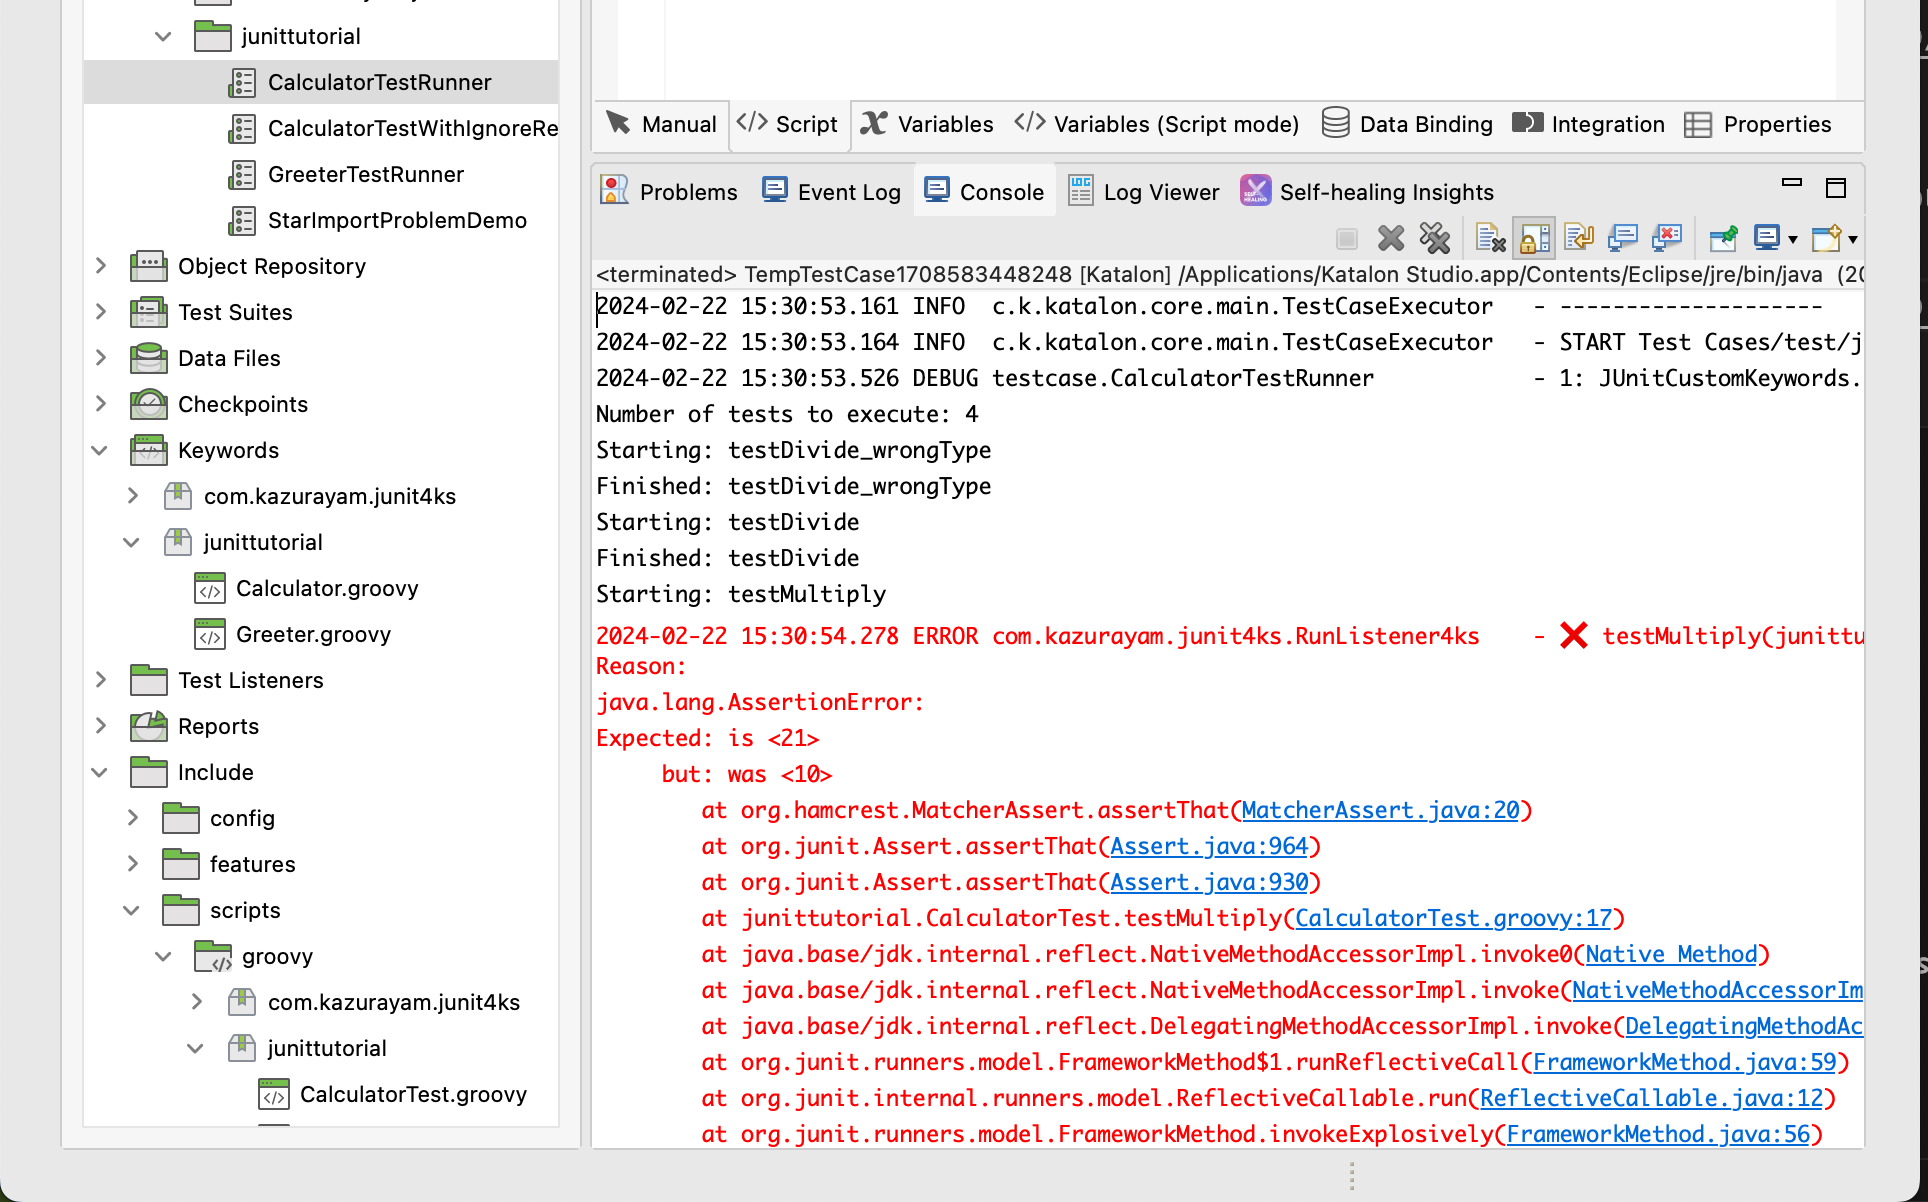 junittutorial
CalculatorTestRunner
CalculatorTestWithIgnoreRe
GreeterTestRunner
StarImportProblemDemo
Object Repository
Test Suites
Data Files
Checkpoints
Keywords
com.kazurayam.junit4ks
junittutorial
Calculator.groovy
Greeter.groovy
Test Listeners
Reports
Include
config
features
scripts
groovy
com.kazurayam.junit4ks
junittutorial
CalculatorTest.groovy
Manual Script Variables Variables (Script mode) Data Binding Integration Properties
Problems Event Log Console Log Viewer Self-healing Insights
<terminated> TempTestCase1708583448248 [Katalon] /Applications/Katalon Studio.app/Contents/Eclipse/jre/bin/java (20
2024-02-22 15:30:53.161 INFO  c.k.katalon.core.main.TestCaseExecutor   - --------------------
2024-02-22 15:30:53.164 INFO  c.k.katalon.core.main.TestCaseExecutor   - START Test Cases/test/j
2024-02-22 15:30:53.526 DEBUG testcase.CalculatorTestRunner            - 1: JUnitCustomKeywords.
Number of tests to execute: 4
Starting: testDivide_wrongType
Finished: testDivide_wrongType
Starting: testDivide
Finished: testDivide
Starting: testMultiply
2024-02-22 15:30:54.278 ERROR com.kazurayam.junit4ks.RunListener4ks    - ❌ testMultiply(junittu
Reason:
java.lang.AssertionError:
Expected: is <21>
     but: was <10>
at org.hamcrest.MatcherAssert.assertThat(MatcherAssert.java:20)
at org.junit.Assert.assertThat(Assert.java:964)
at org.junit.Assert.assertThat(Assert.java:930)
at junittutorial.CalculatorTest.testMultiply(CalculatorTest.groovy:17)
at java.base/jdk.internal.reflect.NativeMethodAccessorImpl.invoke0(Native Method)
at java.base/jdk.internal.reflect.NativeMethodAccessorImpl.invoke(NativeMethodAccessorIm
at java.base/jdk.internal.reflect.DelegatingMethodAccessorImpl.invoke(DelegatingMethodAc
at org.junit.runners.model.FrameworkMethod$1.runReflectiveCall(FrameworkMethod.java:59)
at org.junit.internal.runners.model.ReflectiveCallable.run(ReflectiveCallable.java:12)
at org.junit.runners.model.FrameworkMethod.invokeExplosively(FrameworkMethod.java:56)